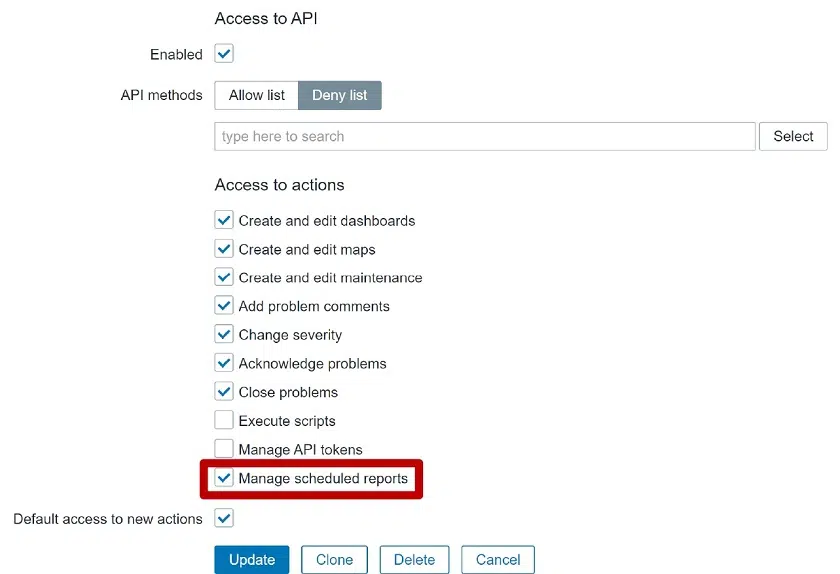 Access to API
Enabled
API methods Allow list Deny list
type here to search Select
Access to actions
Create and edit dashboards
Create and edit maps
Create and edit maintenance
Add problem comments
Change severity
Acknowledge problems
Close problems
Execute scripts
Manage API tokens
Manage scheduled reports
Default access to new actions
Update Clone Delete Cancel